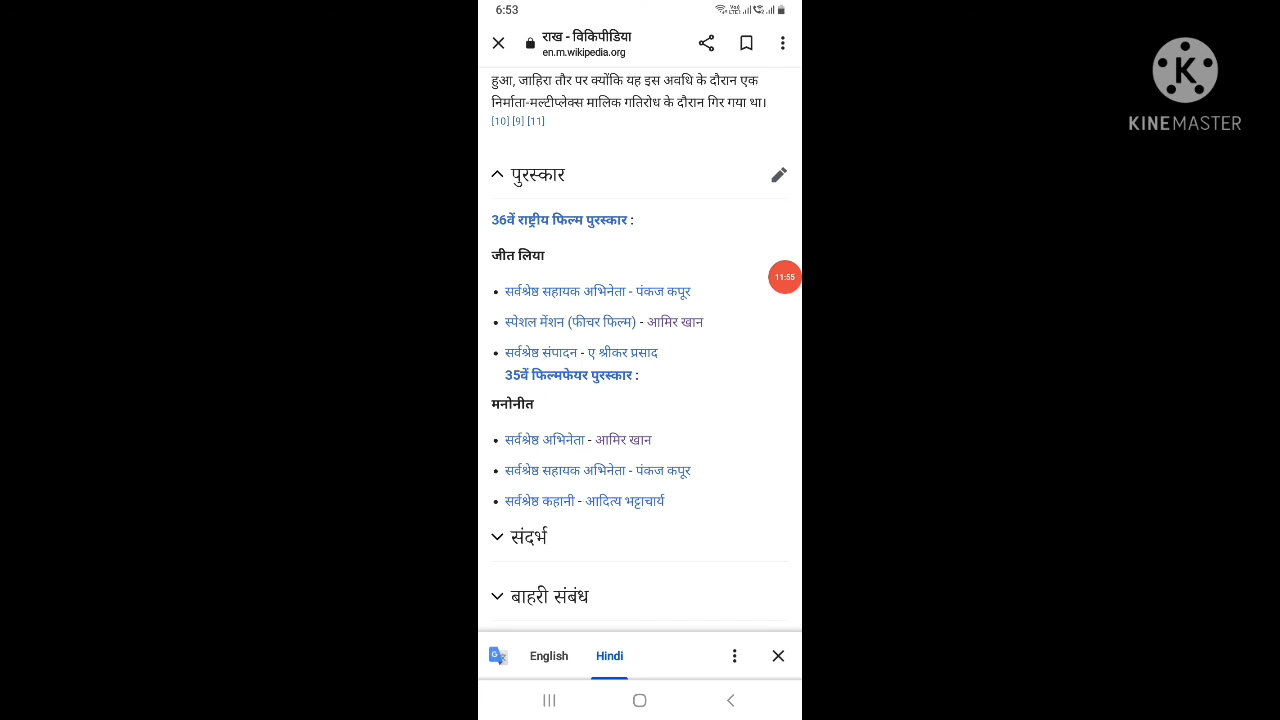 6:53
राख - विकिपीडिया
en.m.wikipedia.org
KINEMASTER
हुआ, जाहिरा तौर पर क्योंकि यह इस अवधि के दौरान एक
निर्माता-मल्टीप्लेक्स मालिक गतिरोध के दौरान गिर गया था।
[10] [9] [11]
पुरस्कार
36वें राष्ट्रीय फिल्म पुरस्कार :
जीत लिया
11:55
• सर्वश्रेष्ठ सहायक अभिनेता - पंकज कपूर
• स्पेशल मेंशन (फीचर फिल्म) - आमिर खान
• सर्वश्रेष्ठ संपादन - ए श्रीकर प्रसाद
35वें फिल्मफेयर पुरस्कार :
मनोनीत
• सर्वश्रेष्ठ अभिनेता - आमिर खान
• सर्वश्रेष्ठ सहायक अभिनेता - पंकज कपूर
• सर्वश्रेष्ठ कहानी - आदित्य भट्टाचार्य
संदर्भ
बाहरी संबंध
English Hindi